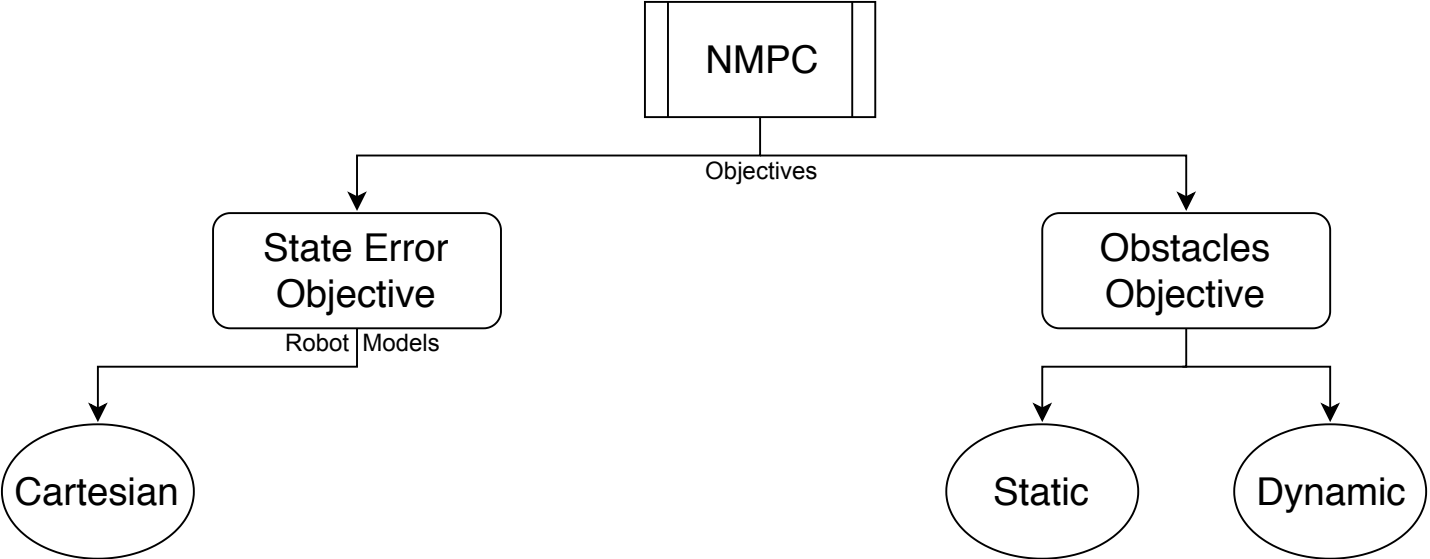 NMPC
Objectives
State Error
Objective
Obstacles
Objective
Robot Models
Cartesian
Static
Dynamic